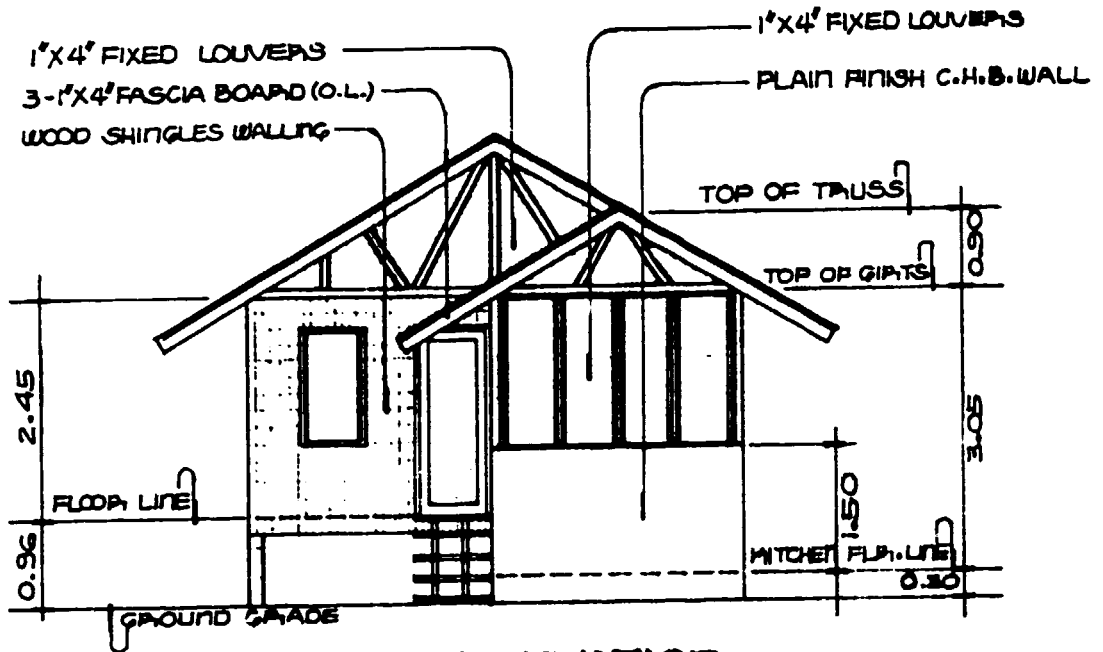 1"X4" FIXED LOUVERS
1"X4" FIXED LOUVERS
3-1"X4" FASCIA BOARD (O.L.)
PLAIN FINISH C.H.B. WALL
WOOD SHINGLES WALLING
TOP OF TRUSS
0.90
TOP OF GIRTS
2.45
3.05
FLOOR LINE
1.50
0.96
KITCHEN FLR. LINE
0.30
GROUND GRADE